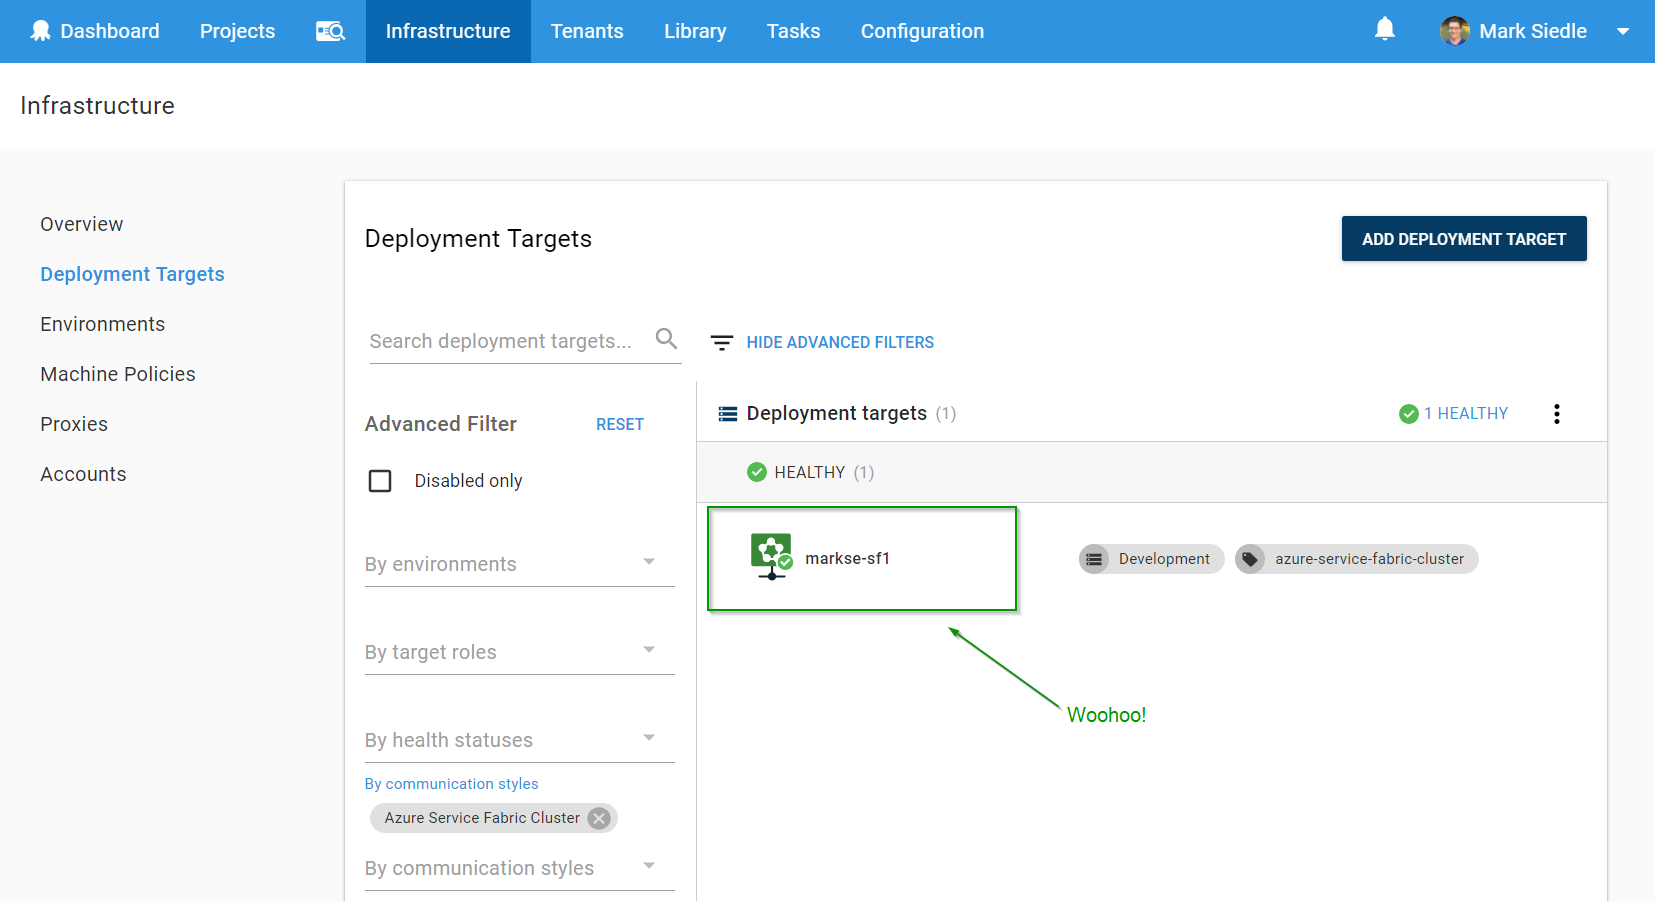 Dashboard Projects Infrastructure Tenants Library Tasks Configuration Mark Siedle
Infrastructure
Overview
Deployment Targets
Environments
Machine Policies
Proxies
Accounts
Deployment Targets
ADD DEPLOYMENT TARGET
Search deployment targets...
HIDE ADVANCED FILTERS
Advanced Filter RESET
Disabled only
By environments
By target roles
By health statuses
By communication styles
Azure Service Fabric Cluster
By communication styles
Deployment targets (1) 1 HEALTHY
HEALTHY (1)
markse-sf1 Development azure-service-fabric-cluster
Woohoo!